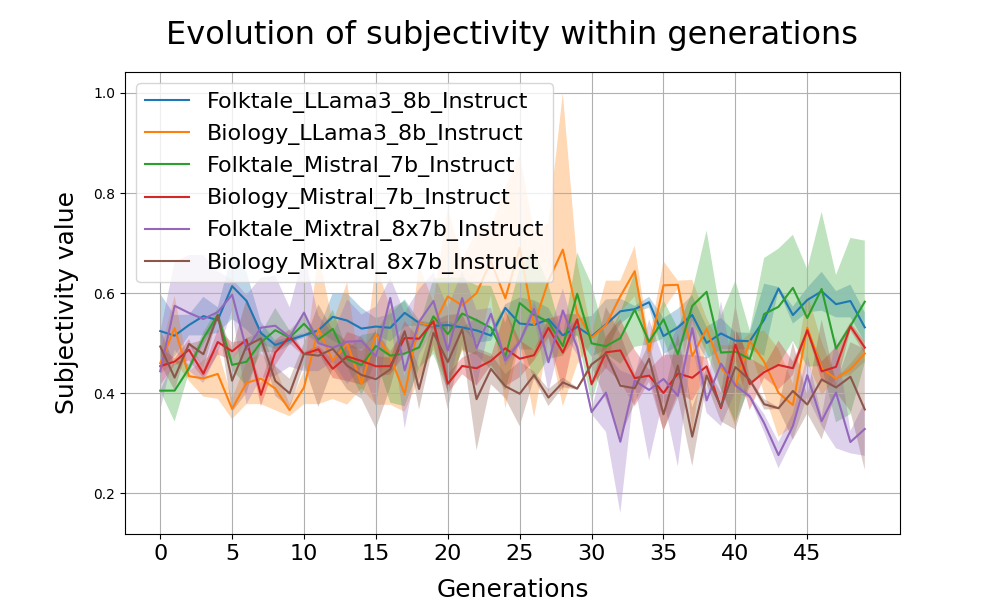 Evolution of subjectivity within generations
Subjectivity value
1.0
0.8
0.6
0.4
0.2
Folktale_LLama3_8b_Instruct
Biology_LLama3_8b_Instruct
Folktale_Mistral_7b_Instruct
Biology_Mistral_7b_Instruct
Folktale_Mixtral_8x7b_Instruct
Biology_Mixtral_8x7b_Instruct
0 5 10 15 20 25 30 35 40 45
Generations